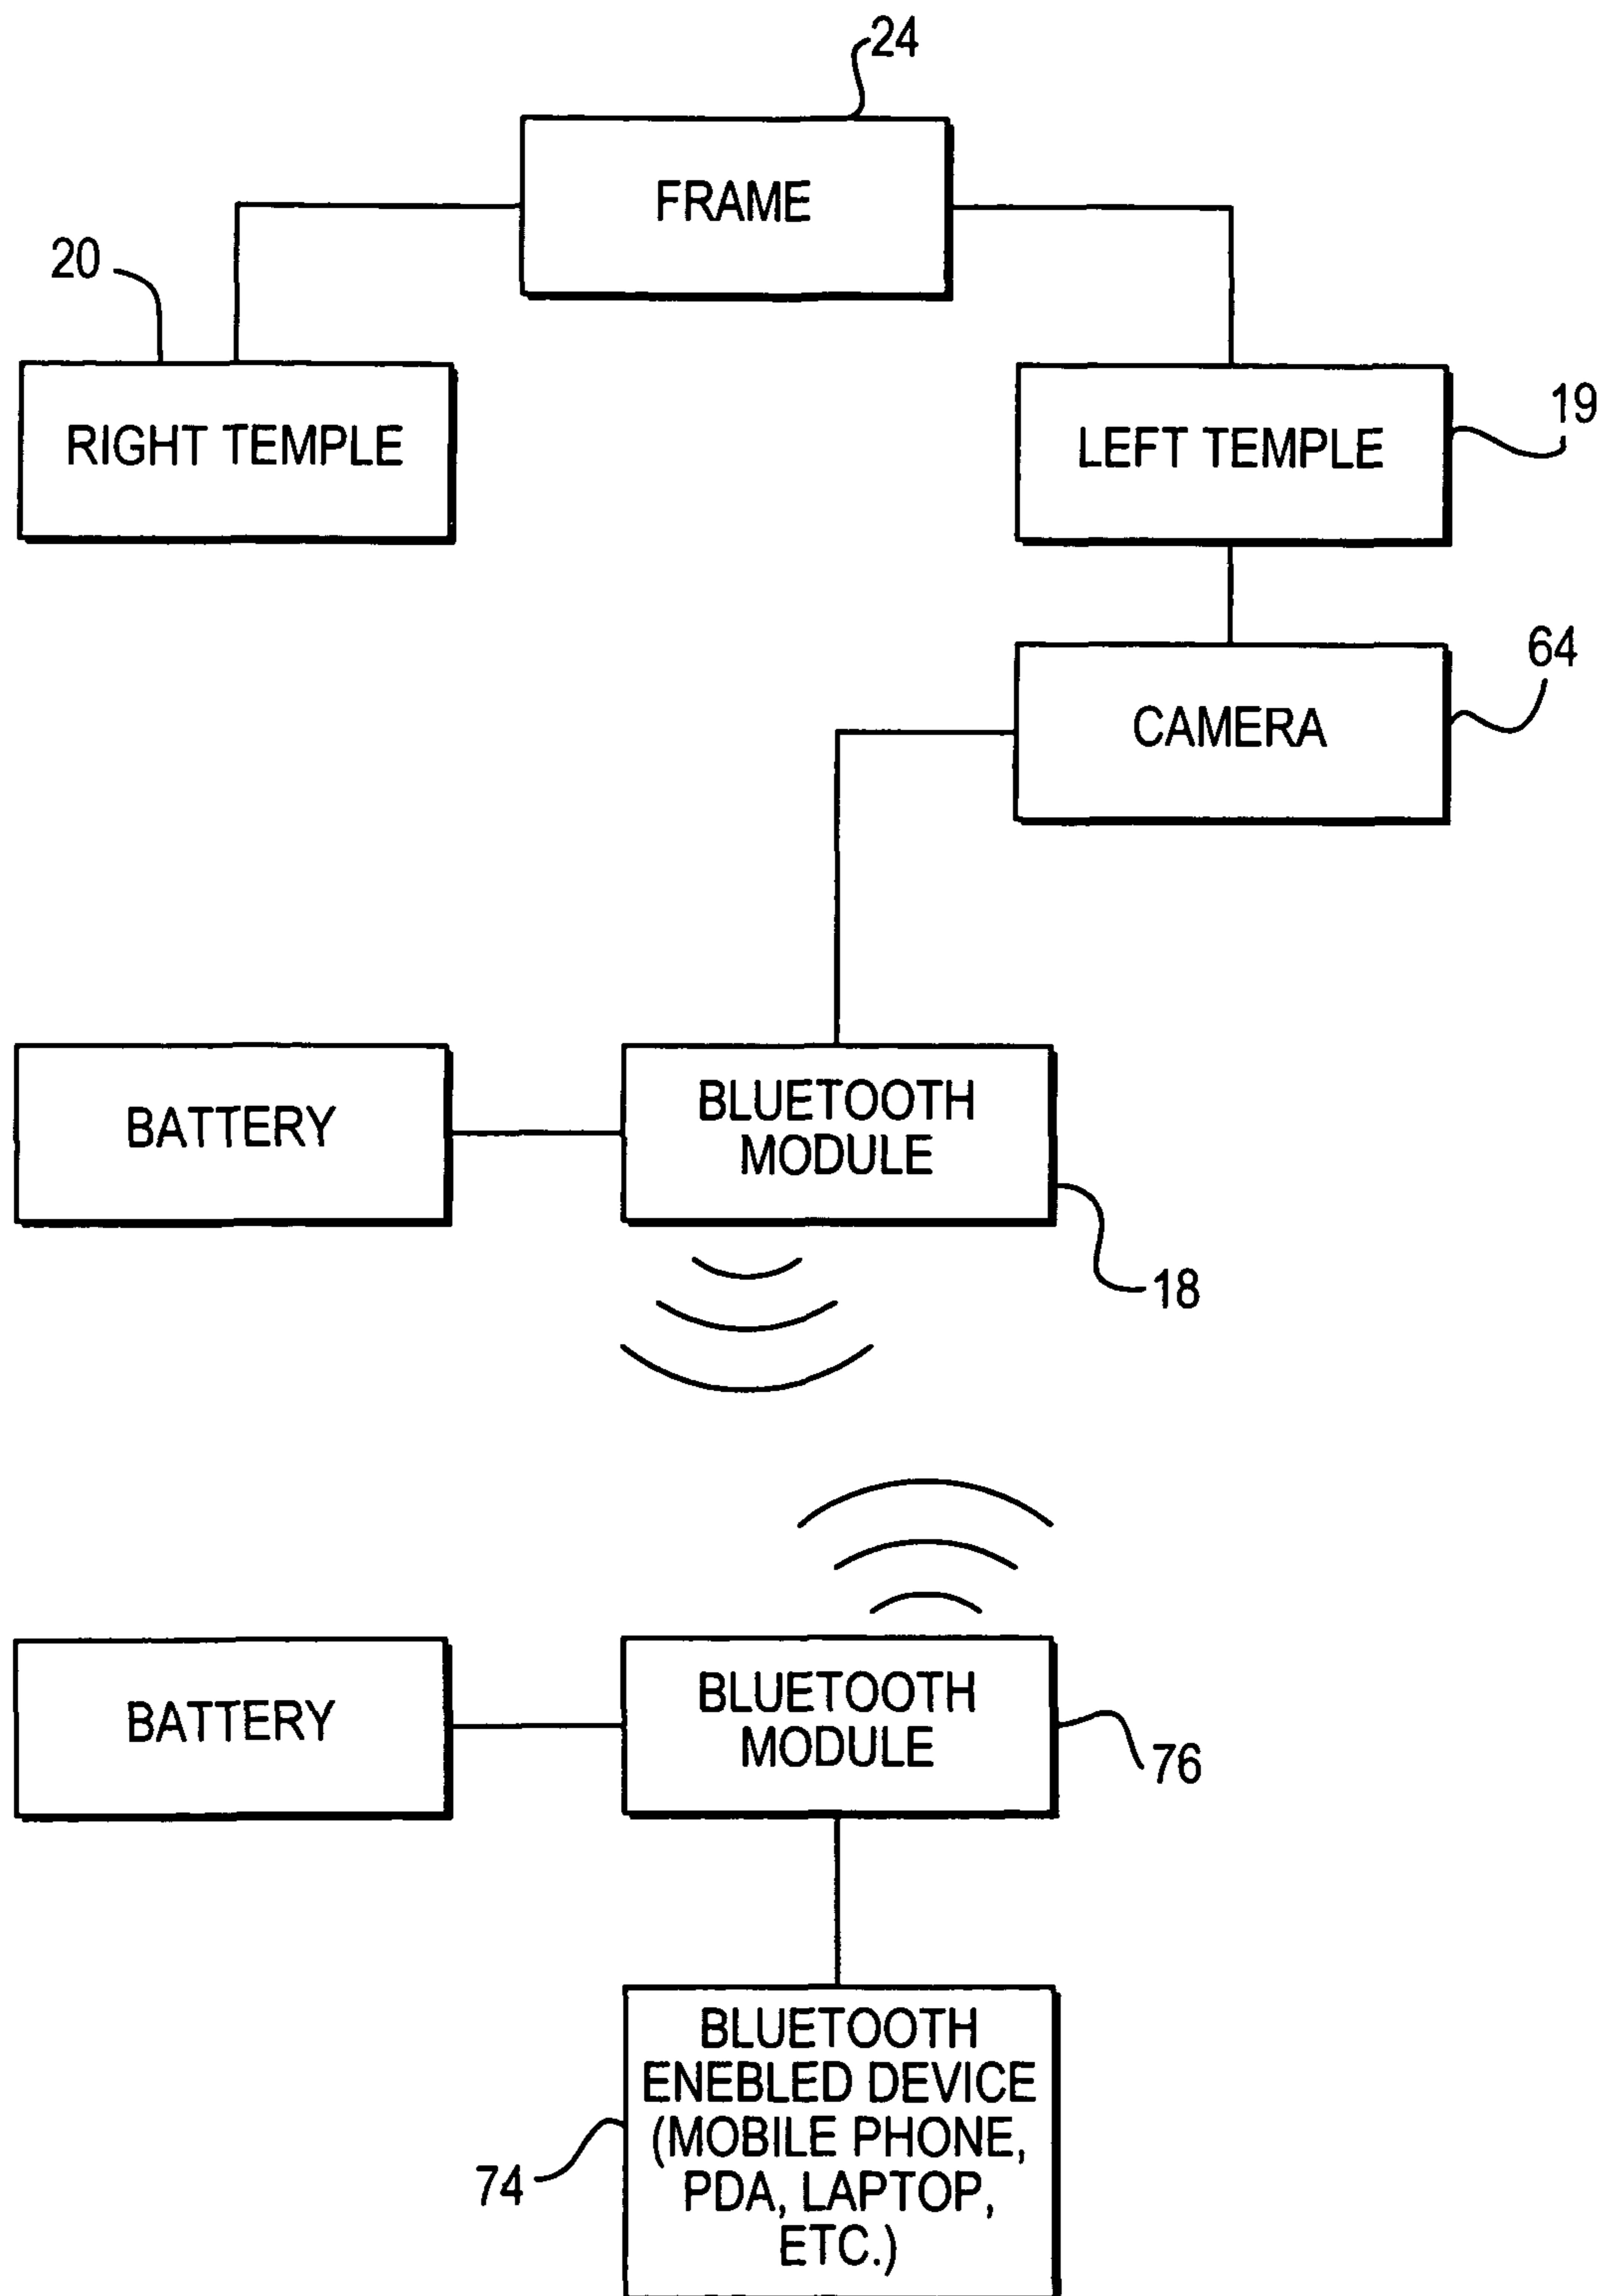 24
FRAME
20
RIGHT TEMPLE
LEFT TEMPLE
19
64
CAMERA
BATTERY
BLUETOOTH
MODULE
18
BATTERY
BLUETOOTH
MODULE
76
BLUETOOTH
ENEBLED DEVICE
(MOBILE PHONE,
PDA, LAPTOP,
ETC.)
74